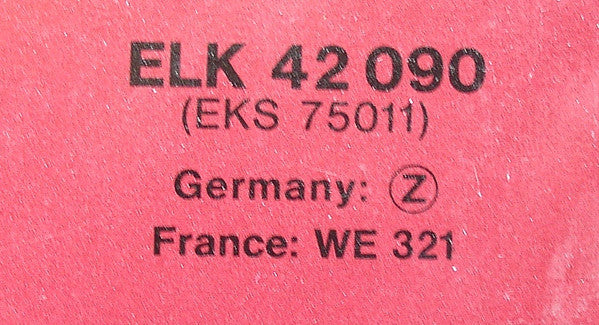 ELK 42 090
(EKS 75011)
Germany: Ⓩ
France: WE 321